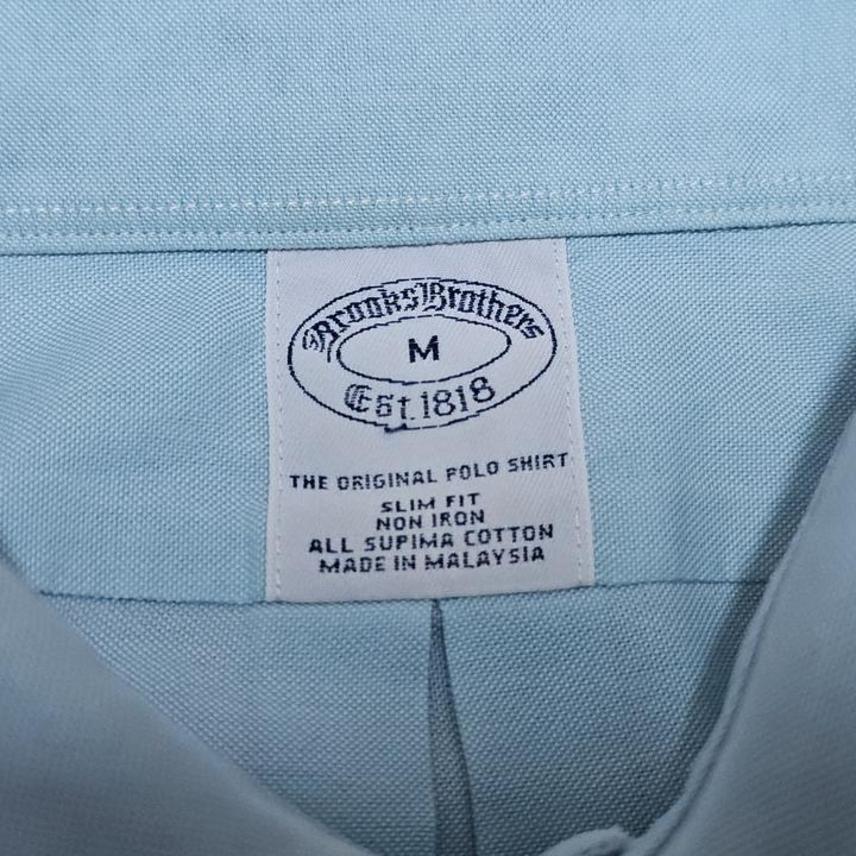 Brooks Brothers
M
Est. 1818
THE ORIGINAL POLO SHIRT
SLIM FIT
NON IRON
ALL SUPIMA COTTON
MADE IN MALAYSIA